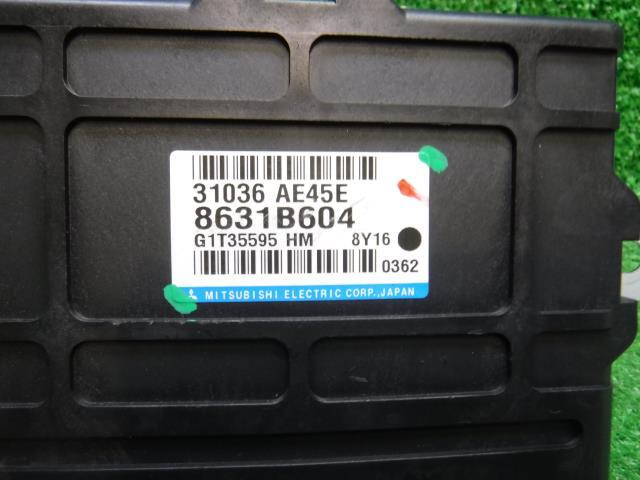 31036 AE45E
8631B604
G1T35595 HM 8Y16
0362
MITSUBISHI ELECTRIC CORP., JAPAN